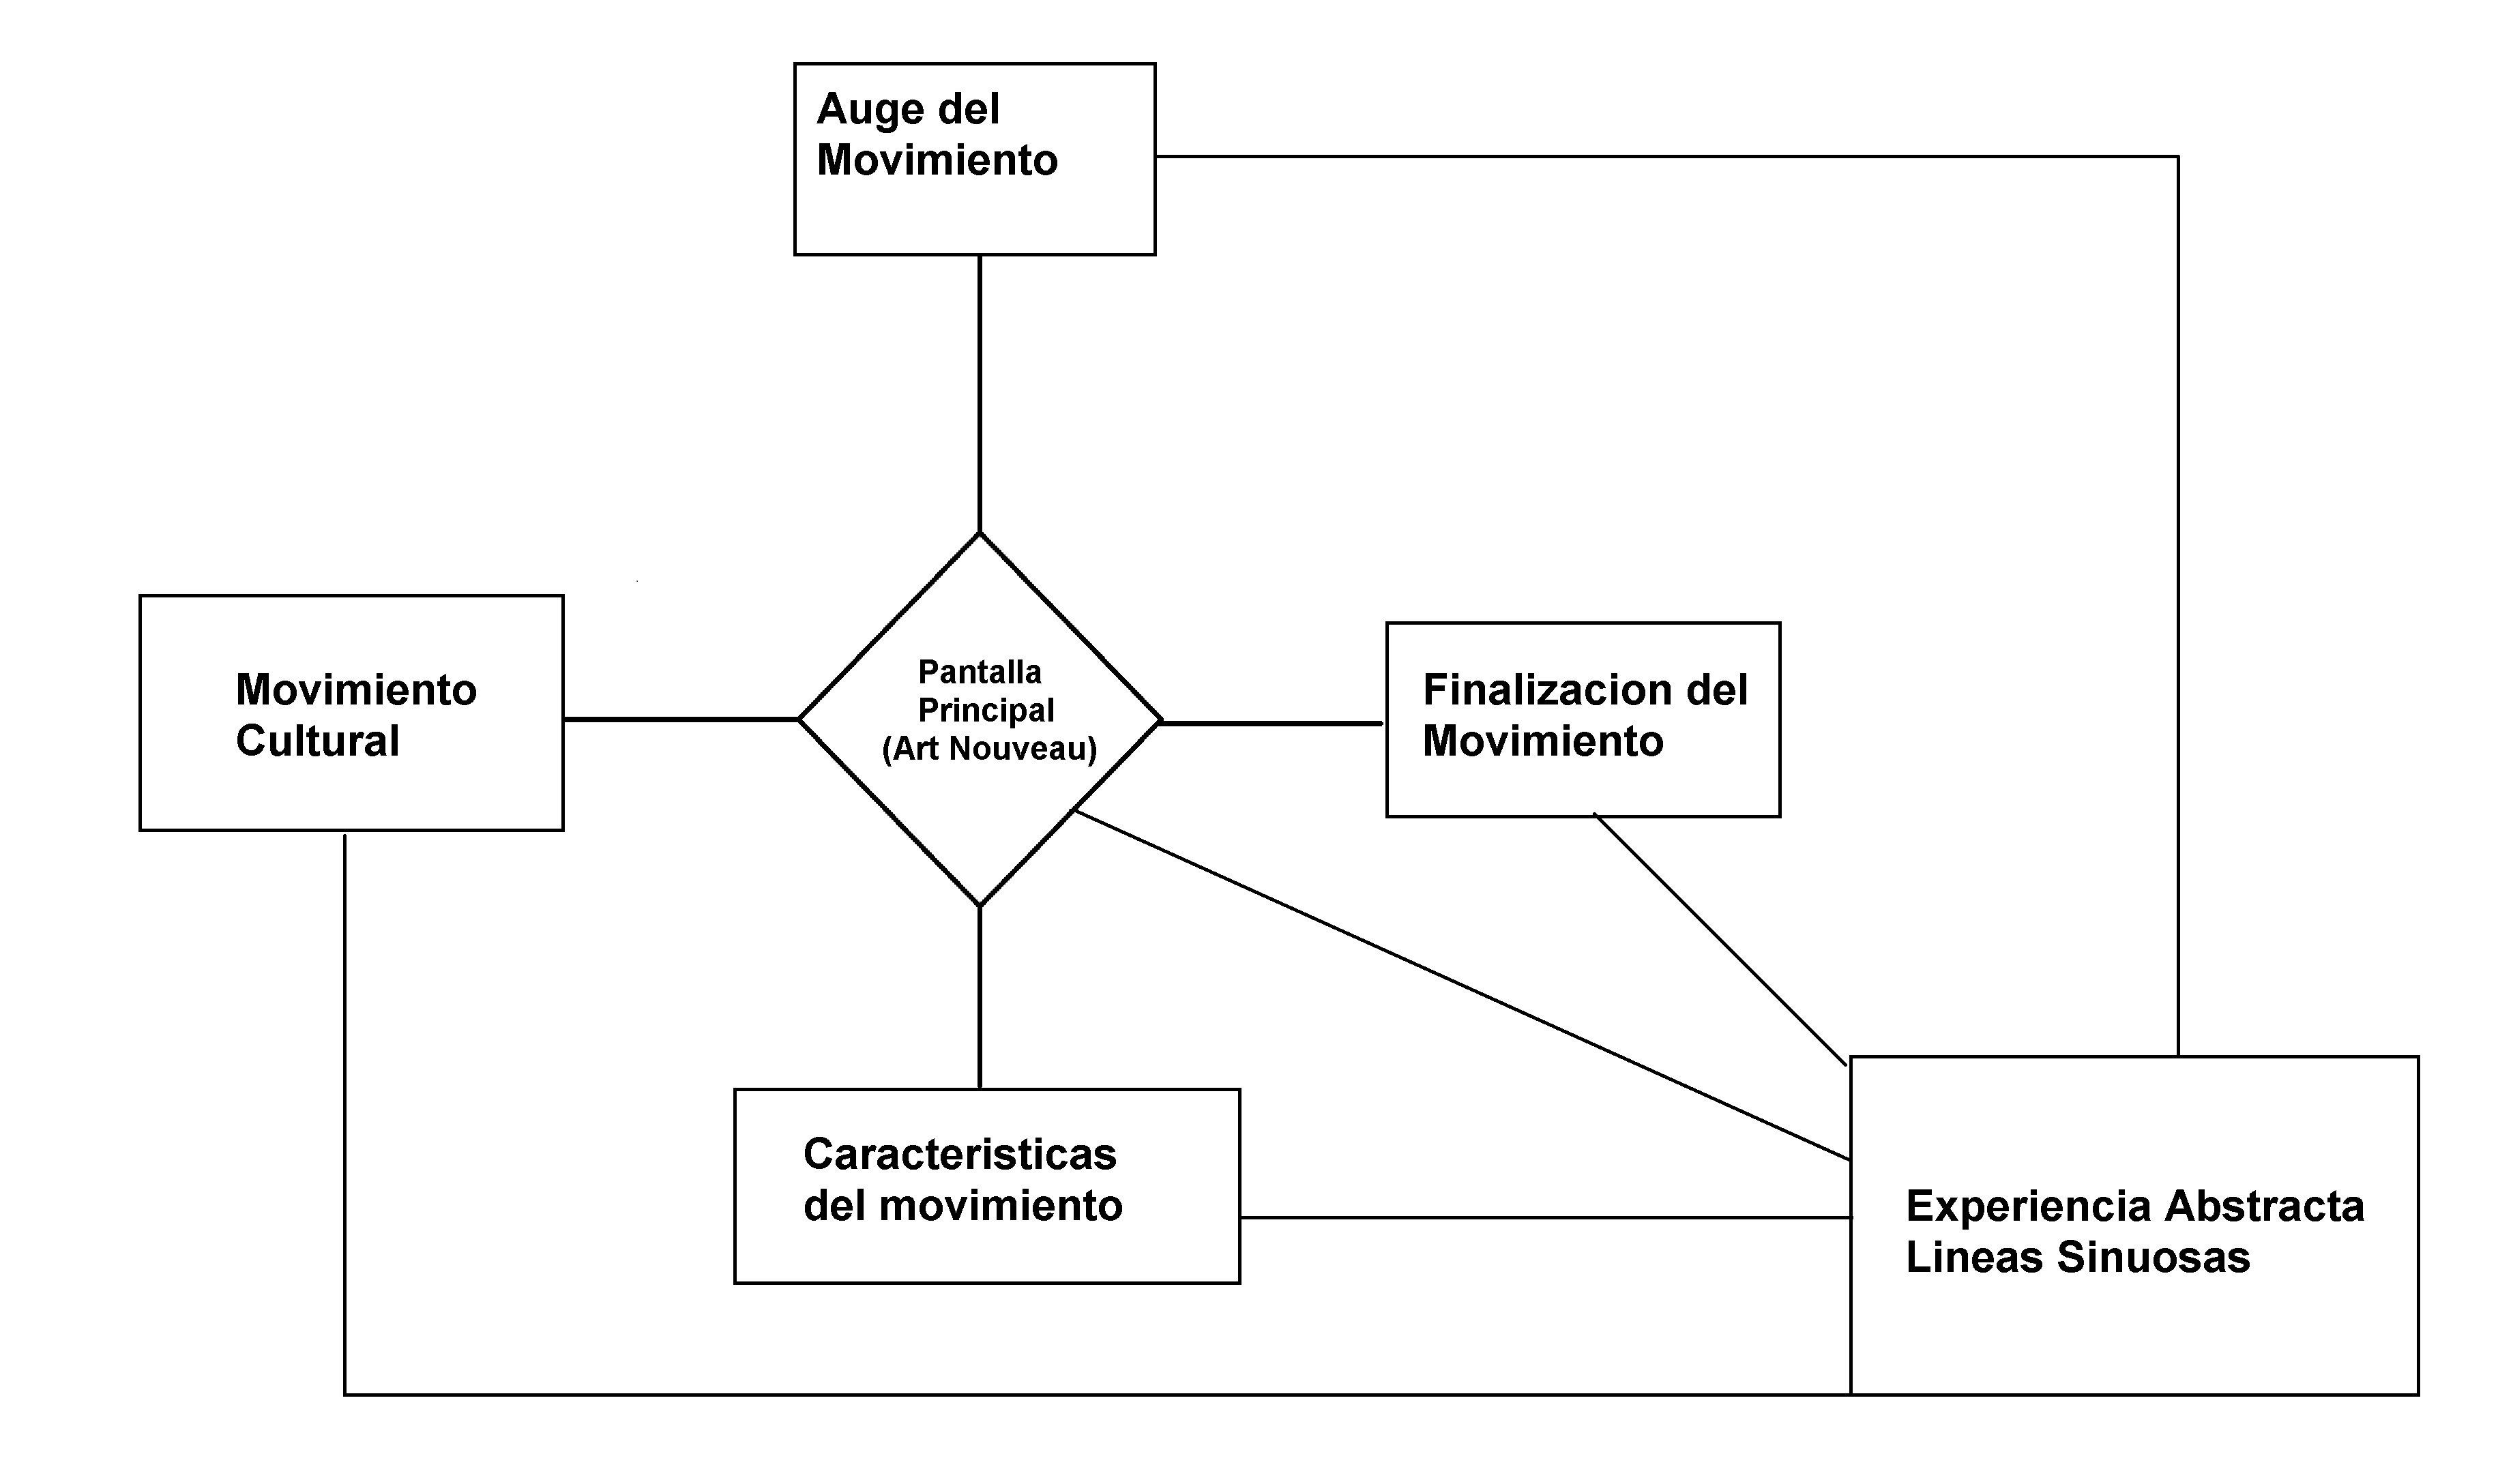 Auge del
Movimiento
Movimiento
Cultural
Pantalla
Principal
(Art Nouveau)
Finalizacion del
Movimiento
Caracteristicas
del movimiento
Experiencia Abstracta
Lineas Sinuosas